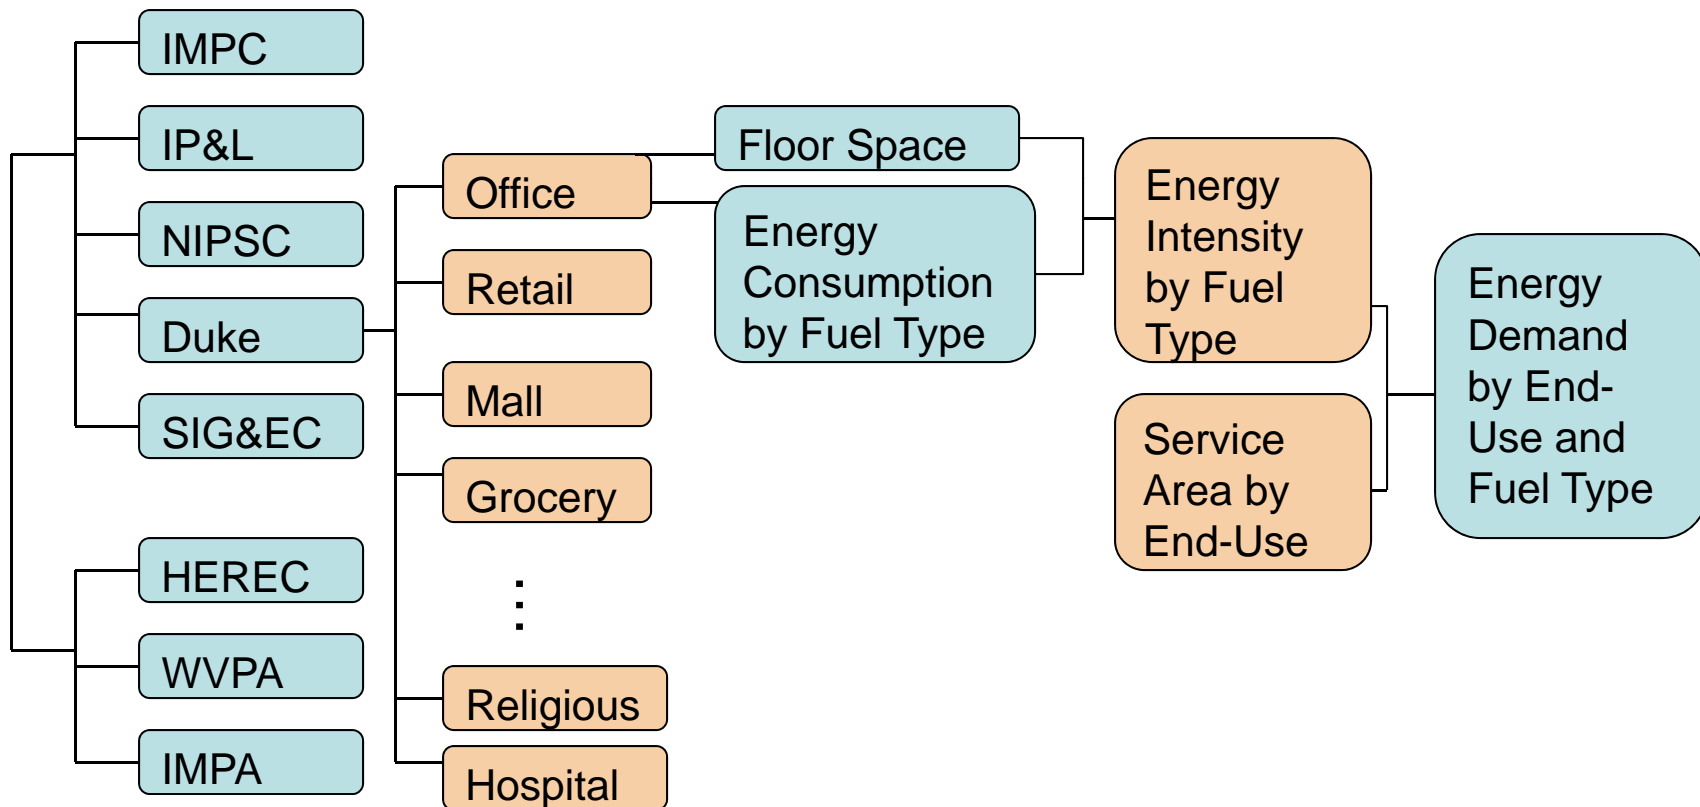 IMPC
IP&L
NIPSC
Duke
SIG&EC
HEREC
WVPA
IMPA
Office
Retail
Mall
Grocery
⋮
Religious
Hospital
Floor Space
Energy
Consumption
by Fuel Type
Energy
Intensity
by Fuel
Type
Service
Area by
End-Use
Energy
Demand
by End-
Use and
Fuel Type